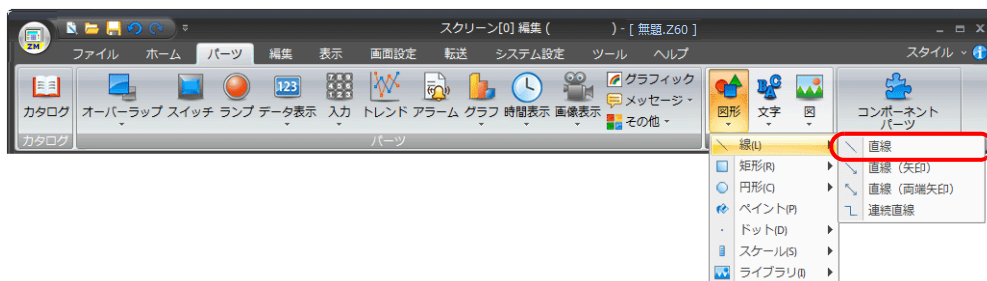 スクリーン[0] 編集 ( ) - [ 無題.Z60 ]
ZM
ファイル ホーム パーツ 編集 表示 画面設定 転送 システム設定 ツール ヘルプ スタイル
カタログ オーバーラップ スイッチ ランプ 123 データ表示 入力 トレンド アラーム グラフ 時間表示 画像表示
グラフィック
メッセージ
その他
図形 文字 図
コンポーネント
パーツ
カタログ パーツ
線(L)
矩形(R)
円形(C)
ペイント(P)
ドット(D)
スケール(S)
ライブラリ(I)
直線
直線（矢印）
直線（両端矢印）
連続直線